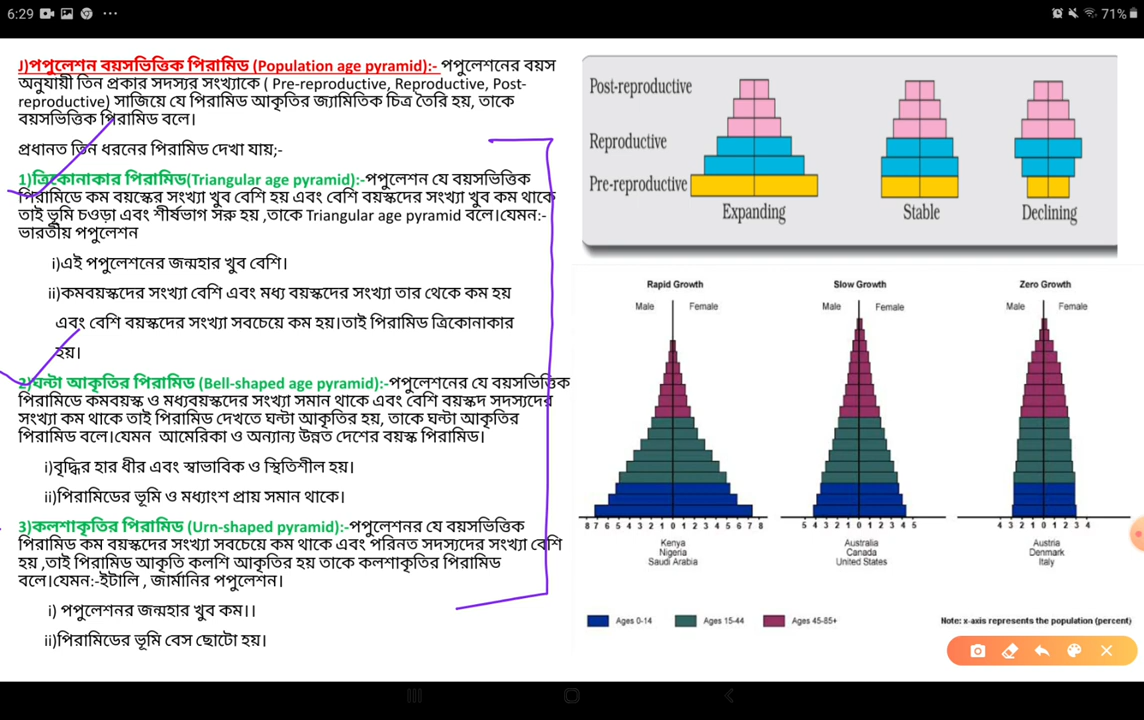 6:29
71%
J)পপুলেশন বয়সভিত্তিক পিরামিড (Population age pyramid):- পপুলেশনের বয়স
অনুযায়ী তিন প্রকার সদস্যর সংখ্যাকে ( Pre-reproductive, Reproductive, Post-
reproductive) সাজিয়ে যে পিরামিড আকৃতির জ্যামিতিক চিত্র তৈরি হয়, তাকে
বয়সভিত্তিক পিরামিড বলে।
প্রধানত তিন ধরনের পিরামিড দেখা যায়;-
1)ত্রিকোনাকার পিরামিড(Triangular age pyramid):-পপুলেশন যে বয়সভিত্তিক
পিরামিডে কম বয়স্কের সংখ্যা খুব বেশি হয় এবং বেশি বয়স্কদের সংখ্যা খুব কম থাকে
তাই ভূমি চওড়া এবং শীর্ষভাগ সরু হয় ,তাকে Triangular age pyramid বলে।যেমন:-
ভারতীয় পপুলেশন
i)এই পপুলেশনের জন্মহার খুব বেশি।
ii)কমবয়স্কদের সংখ্যা বেশি এবং মধ্য বয়স্কদের সংখ্যা তার থেকে কম হয়
এবং বেশি বয়স্কদের সংখ্যা সবচেয়ে কম হয়।তাই পিরামিড ত্রিকোনাকার
হয়।
2)ঘন্টা আকৃতির পিরামিড (Bell-shaped age pyramid):-পপুলেশনের যে বয়সভিত্তিক
পিরামিডে কমবয়স্ক ও মধ্যবয়স্কদের সংখ্যা সমান থাকে এবং বেশি বয়স্কদ সদস্যদের
সংখ্যা কম থাকে তাই পিরামিড দেখতে ঘন্টা আকৃতির হয়, তাকে ঘন্টা আকৃতির
পিরামিড বলে।যেমন আমেরিকা ও অন্যান্য উন্নত দেশের বয়স্ক পিরামিড।
i)বৃদ্ধির হার ধীর এবং স্বাভাবিক ও স্থিতিশীল হয়।
ii)পিরামিডের ভূমি ও মধ্যাংশ প্রায় সমান থাকে।
3)কলশাকৃতির পিরামিড (Urn-shaped pyramid):-পপুলেশনর যে বয়সভিত্তিক
পিরামিড কম বয়স্কদের সংখ্যা সবচেয়ে কম থাকে এবং পরিনত সদস্যদের সংখ্যা বেশি
হয় ,তাই পিরামিড আকৃতি কলশি আকৃতির হয় তাকে কলশাকৃতির পিরামিড
বলে।যেমন:-ইটালি , জার্মানির পপুলেশন।
i) পপুলেশনর জন্মহার খুব কম।।
ii)পিরামিডের ভূমি বেস ছোটো হয়।
Post-reproductive
Reproductive
Pre-reproductive
Expanding Stable Declining
Rapid Growth Slow Growth Zero Growth
Male Female Male Female Male Female
8 7 6 5 4 3 2 1 0 1 2 3 4 5 6 7 8 5 4 3 2 1 0 1 2 3 4 5 4 3 2 1 0 1 2 3 4
Kenya Australia Austria
Nigeria Canada Denmark
Saudi Arabia United States Italy
Ages 0-14 Ages 15-44 Ages 45-85+ Note: x-axis represents the population (percent)